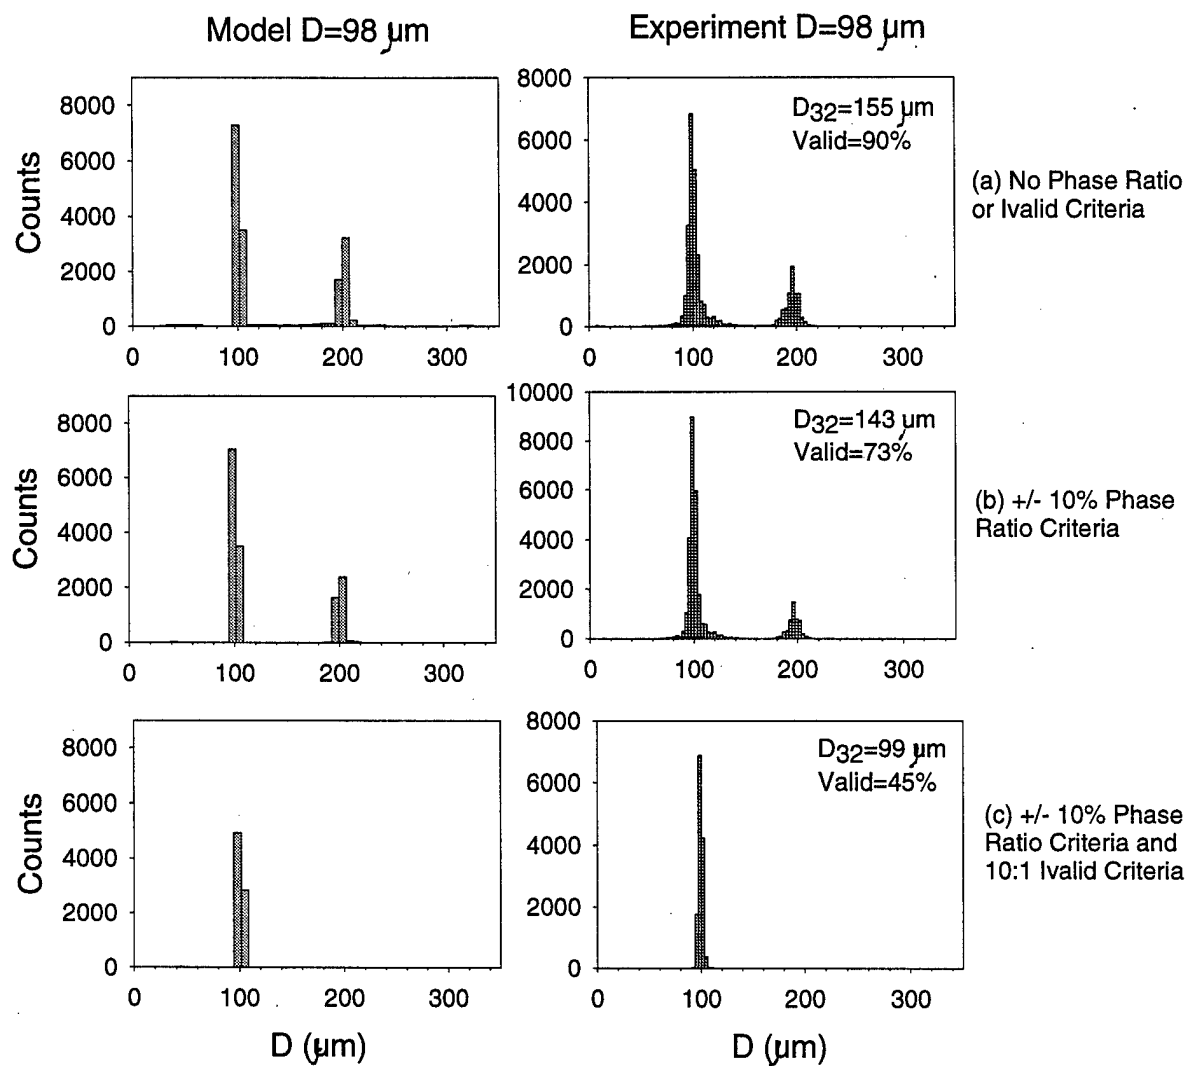 Model D=98 µm
Experiment D=98 µm
Counts
8000
6000
4000
2000
0
0 100 200 300
8000
6000
4000
2000
0
0 100 200 300
D32=155 µm
Valid=90%
(a) No Phase Ratio
or Ivalid Criteria
Counts
8000
6000
4000
2000
0
0 100 200 300
10000
8000
6000
4000
2000
0
0 100 200 300
D32=143 µm
Valid=73%
(b) +/- 10% Phase
Ratio Criteria
Counts
8000
6000
4000
2000
0
0 100 200 300
D (µm)
8000
6000
4000
2000
0
0 100 200 300
D (µm)
D32=99 µm
Valid=45%
(c) +/- 10% Phase
Ratio Criteria and
10:1 Ivalid Criteria